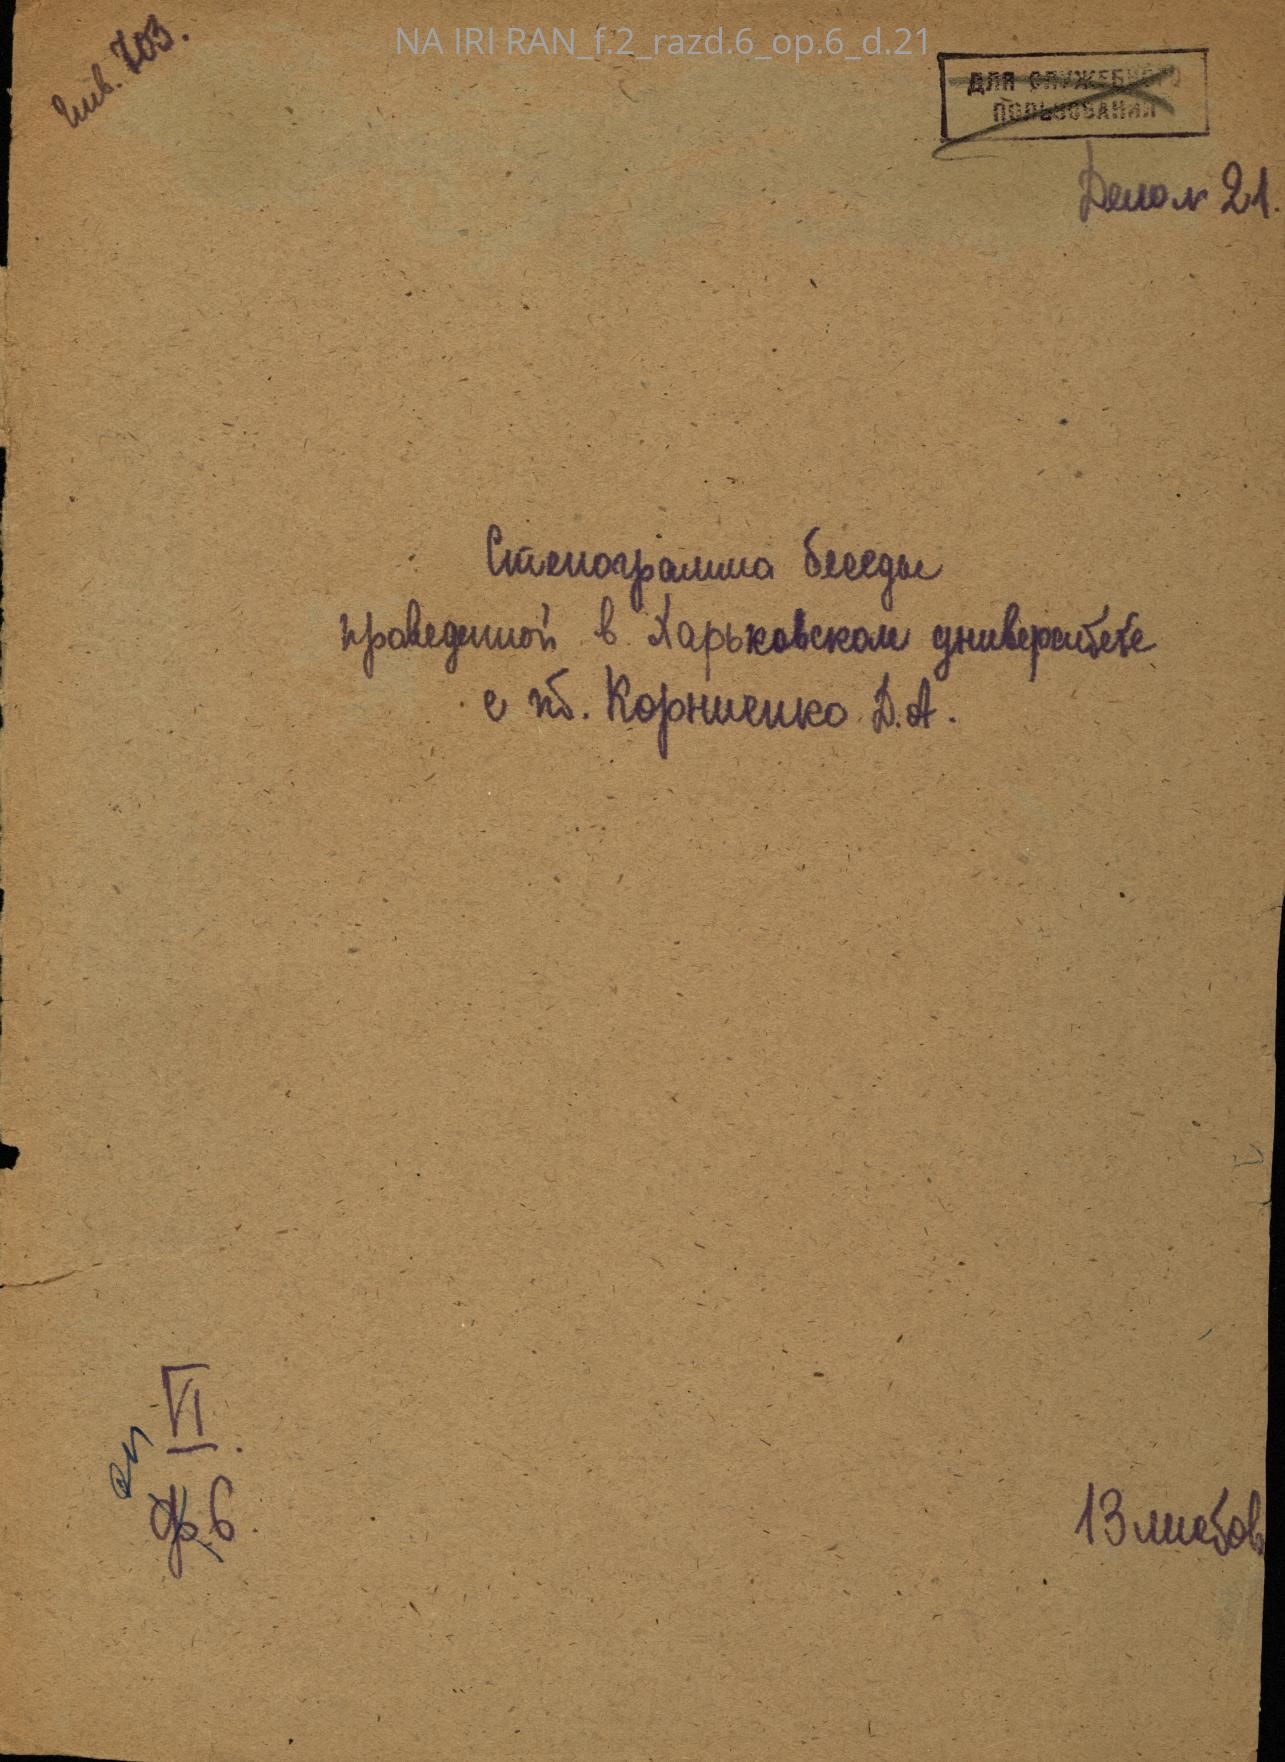 NA IRI RAN_f.2_razd.6_op.6_d.21
Инв. 703.
ДЛЯ СЛУЖЕБНОГО
ПОЛЬЗОВАНИЯ
Дело № 21.
Стенограмма беседы
проведенной в Харьковском университете
с тов. Корниенко Д.А.
VI
оп
ф 6.
13 листов